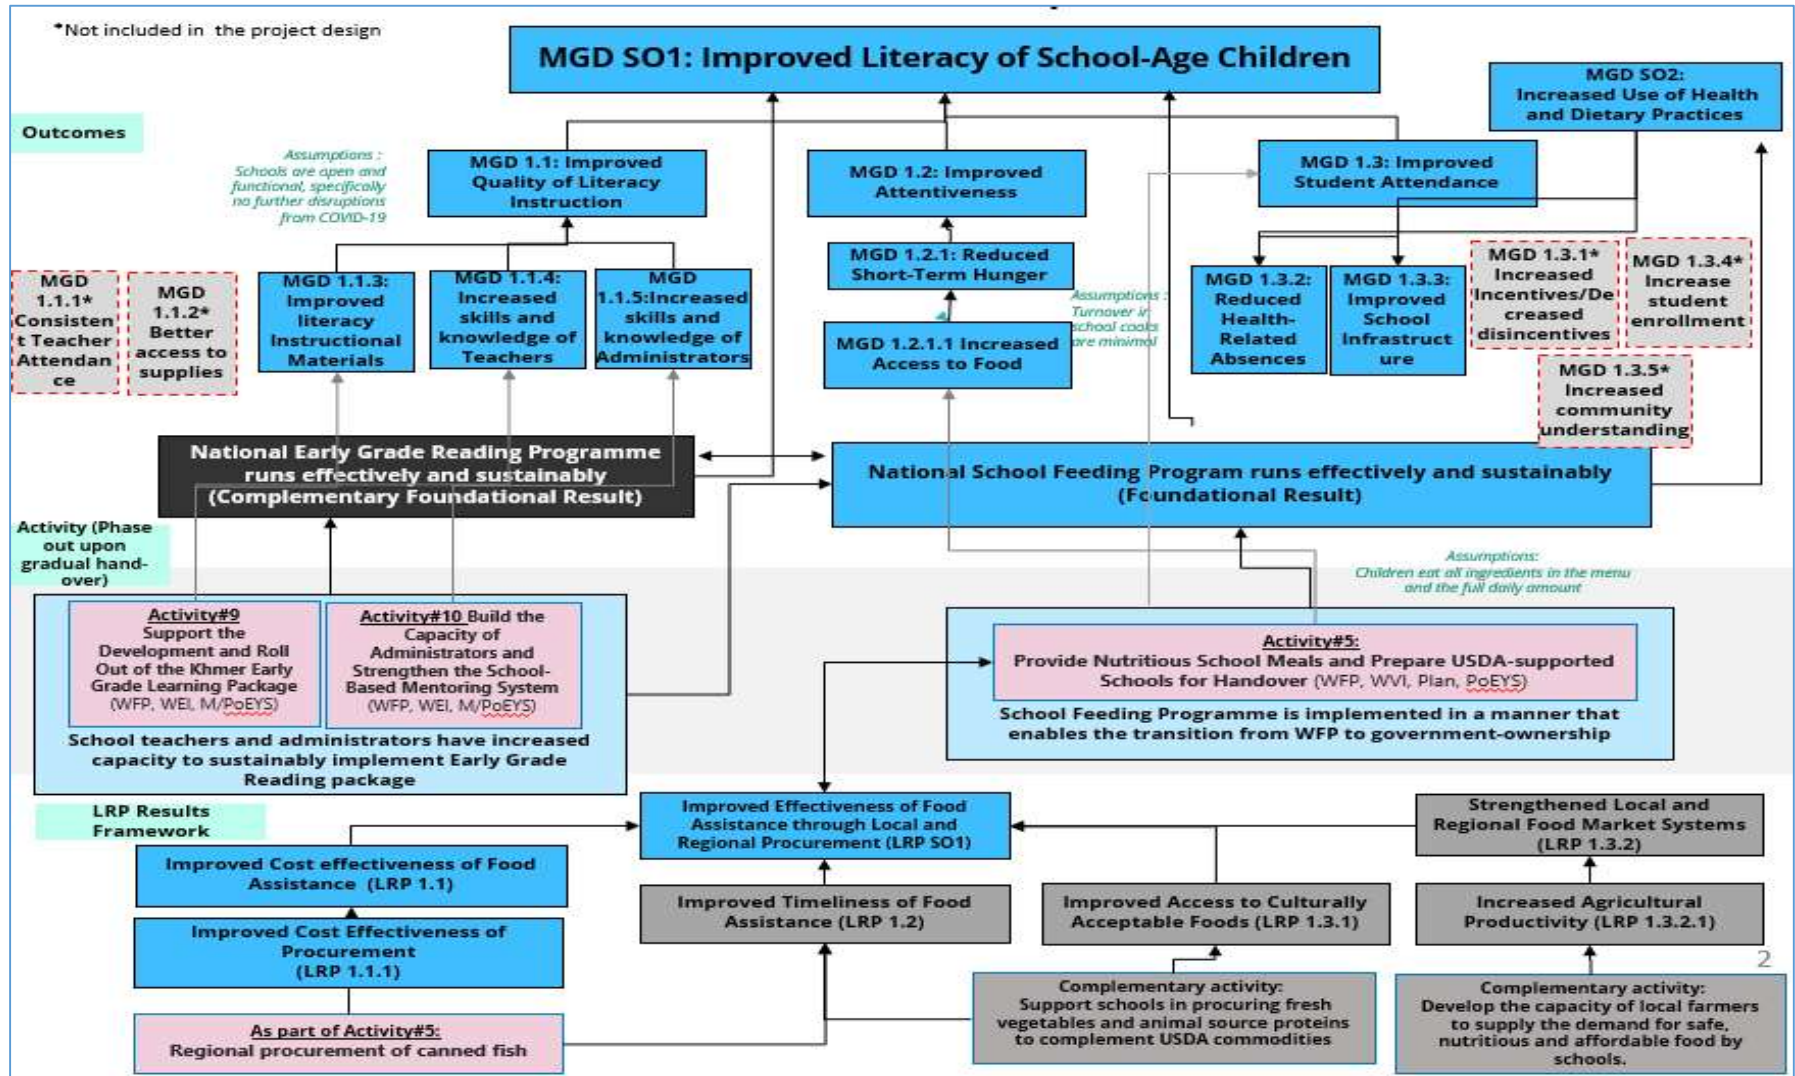 *Not included in the project design
MGD SO1: Improved Literacy of School-Age Children
MGD SO2:
Increased Use of Health
and Dietary Practices
Outcomes
Assumptions :
Schools are open and
functional, specifically
no further disruptions
from COVID-19
MGD 1.1: Improved
Quality of Literacy
Instruction
MGD 1.2: Improved
Attentiveness
MGD 1.3: Improved
Student Attendance
MGD
1.1.1*
Consisten
t Teacher
Attendan
ce
MGD
1.1.2*
Better
access to
supplies
MGD 1.1.3:
Improved
literacy
Instructional
Materials
MGD 1.1.4:
Increased
skills and
knowledge of
Teachers
MGD
1.1.5:Increased
skills and
knowledge of
Administrators
MGD 1.2.1: Reduced
Short-Term Hunger
MGD 1.2.1.1 Increased
Access to Food
Assumptions :
Turnover in
school cooks
are minimal
MGD 1.3.2:
Reduced
Health-
Related
Absences
MGD 1.3.3:
Improved
School
Infrastruct
ure
MGD 1.3.1*
Increased
Incentives/De
creased
disincentives
MGD 1.3.4*
Increase
student
enrollment
MGD 1.3.5*
Increased
community
understanding
National Early Grade Reading Programme
runs effectively and sustainably
(Complementary Foundational Result)
National School Feeding Program runs effectively and sustainably
(Foundational Result)
Activity (Phase
out upon
gradual hand-
over)
Assumptions:
Children eat all ingredients in the menu
and the full daily amount
Activity#9
Support the
Development and Roll
Out of the Khmer Early
Grade Learning Package
(WFP, WEI, M/PoEYS)
Activity#10 Build the
Capacity of
Administrators and
Strengthen the School-
Based Mentoring System
(WFP, WEI, M/PoEYS)
School teachers and administrators have increased
capacity to sustainably implement Early Grade
Reading package
Activity#5:
Provide Nutritious School Meals and Prepare USDA-supported
Schools for Handover (WFP, WVI, Plan, PoEYS)
School Feeding Programme is implemented in a manner that
enables the transition from WFP to government-ownership
LRP Results
Framework
Improved Effectiveness of Food
Assistance through Local and
Regional Procurement (LRP SO1)
Strengthened Local and
Regional Food Market Systems
(LRP 1.3.2)
Improved Cost effectiveness of Food
Assistance (LRP 1.1)
Improved Timeliness of Food
Assistance (LRP 1.2)
Improved Access to Culturally
Acceptable Foods (LRP 1.3.1)
Increased Agricultural
Productivity (LRP 1.3.2.1)
Improved Cost Effectiveness of
Procurement
(LRP 1.1.1)
2
As part of Activity#5:
Regional procurement of canned fish
Complementary activity:
Support schools in procuring fresh
vegetables and animal source proteins
to complement USDA commodities
Complementary activity:
Develop the capacity of local farmers
to supply the demand for safe,
nutritious and affordable food by
schools.